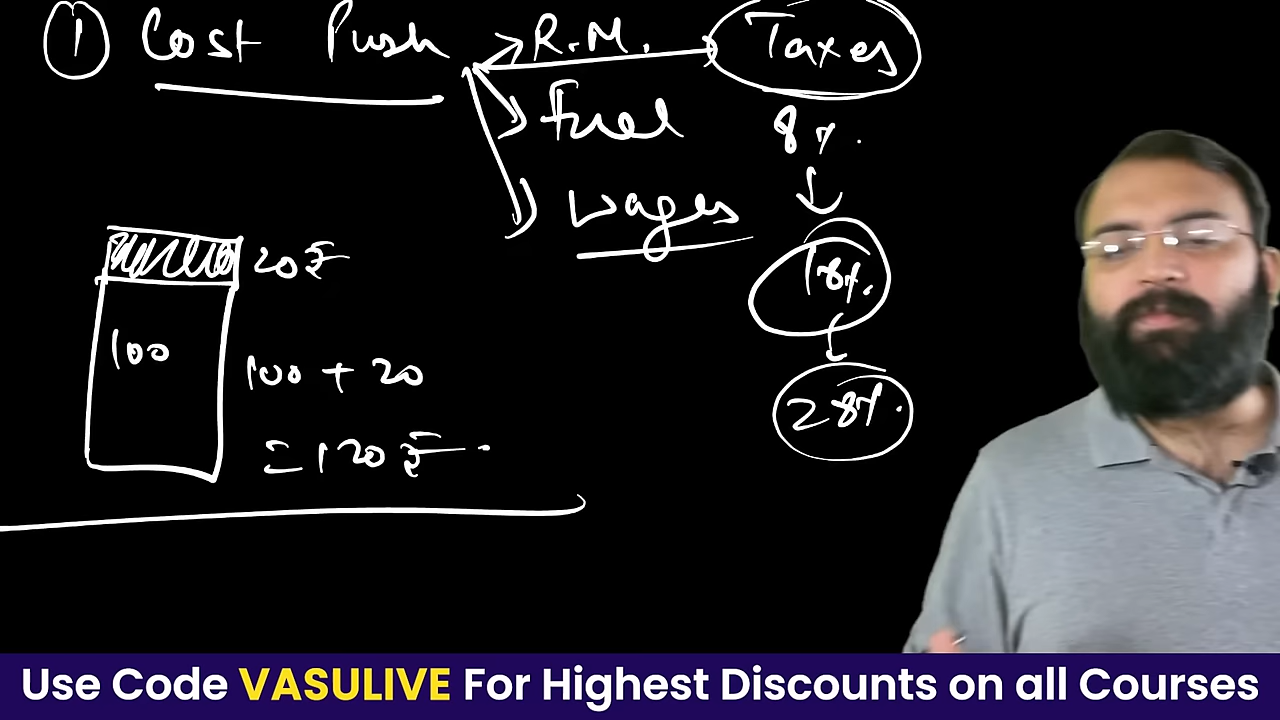 ① Cost Push R.M. Taxes
Fuel 8%.
wages
18%.
20₹
100
100 + 20
28%.
= 120₹
Use Code VASULIVE For Highest Discounts on all Courses